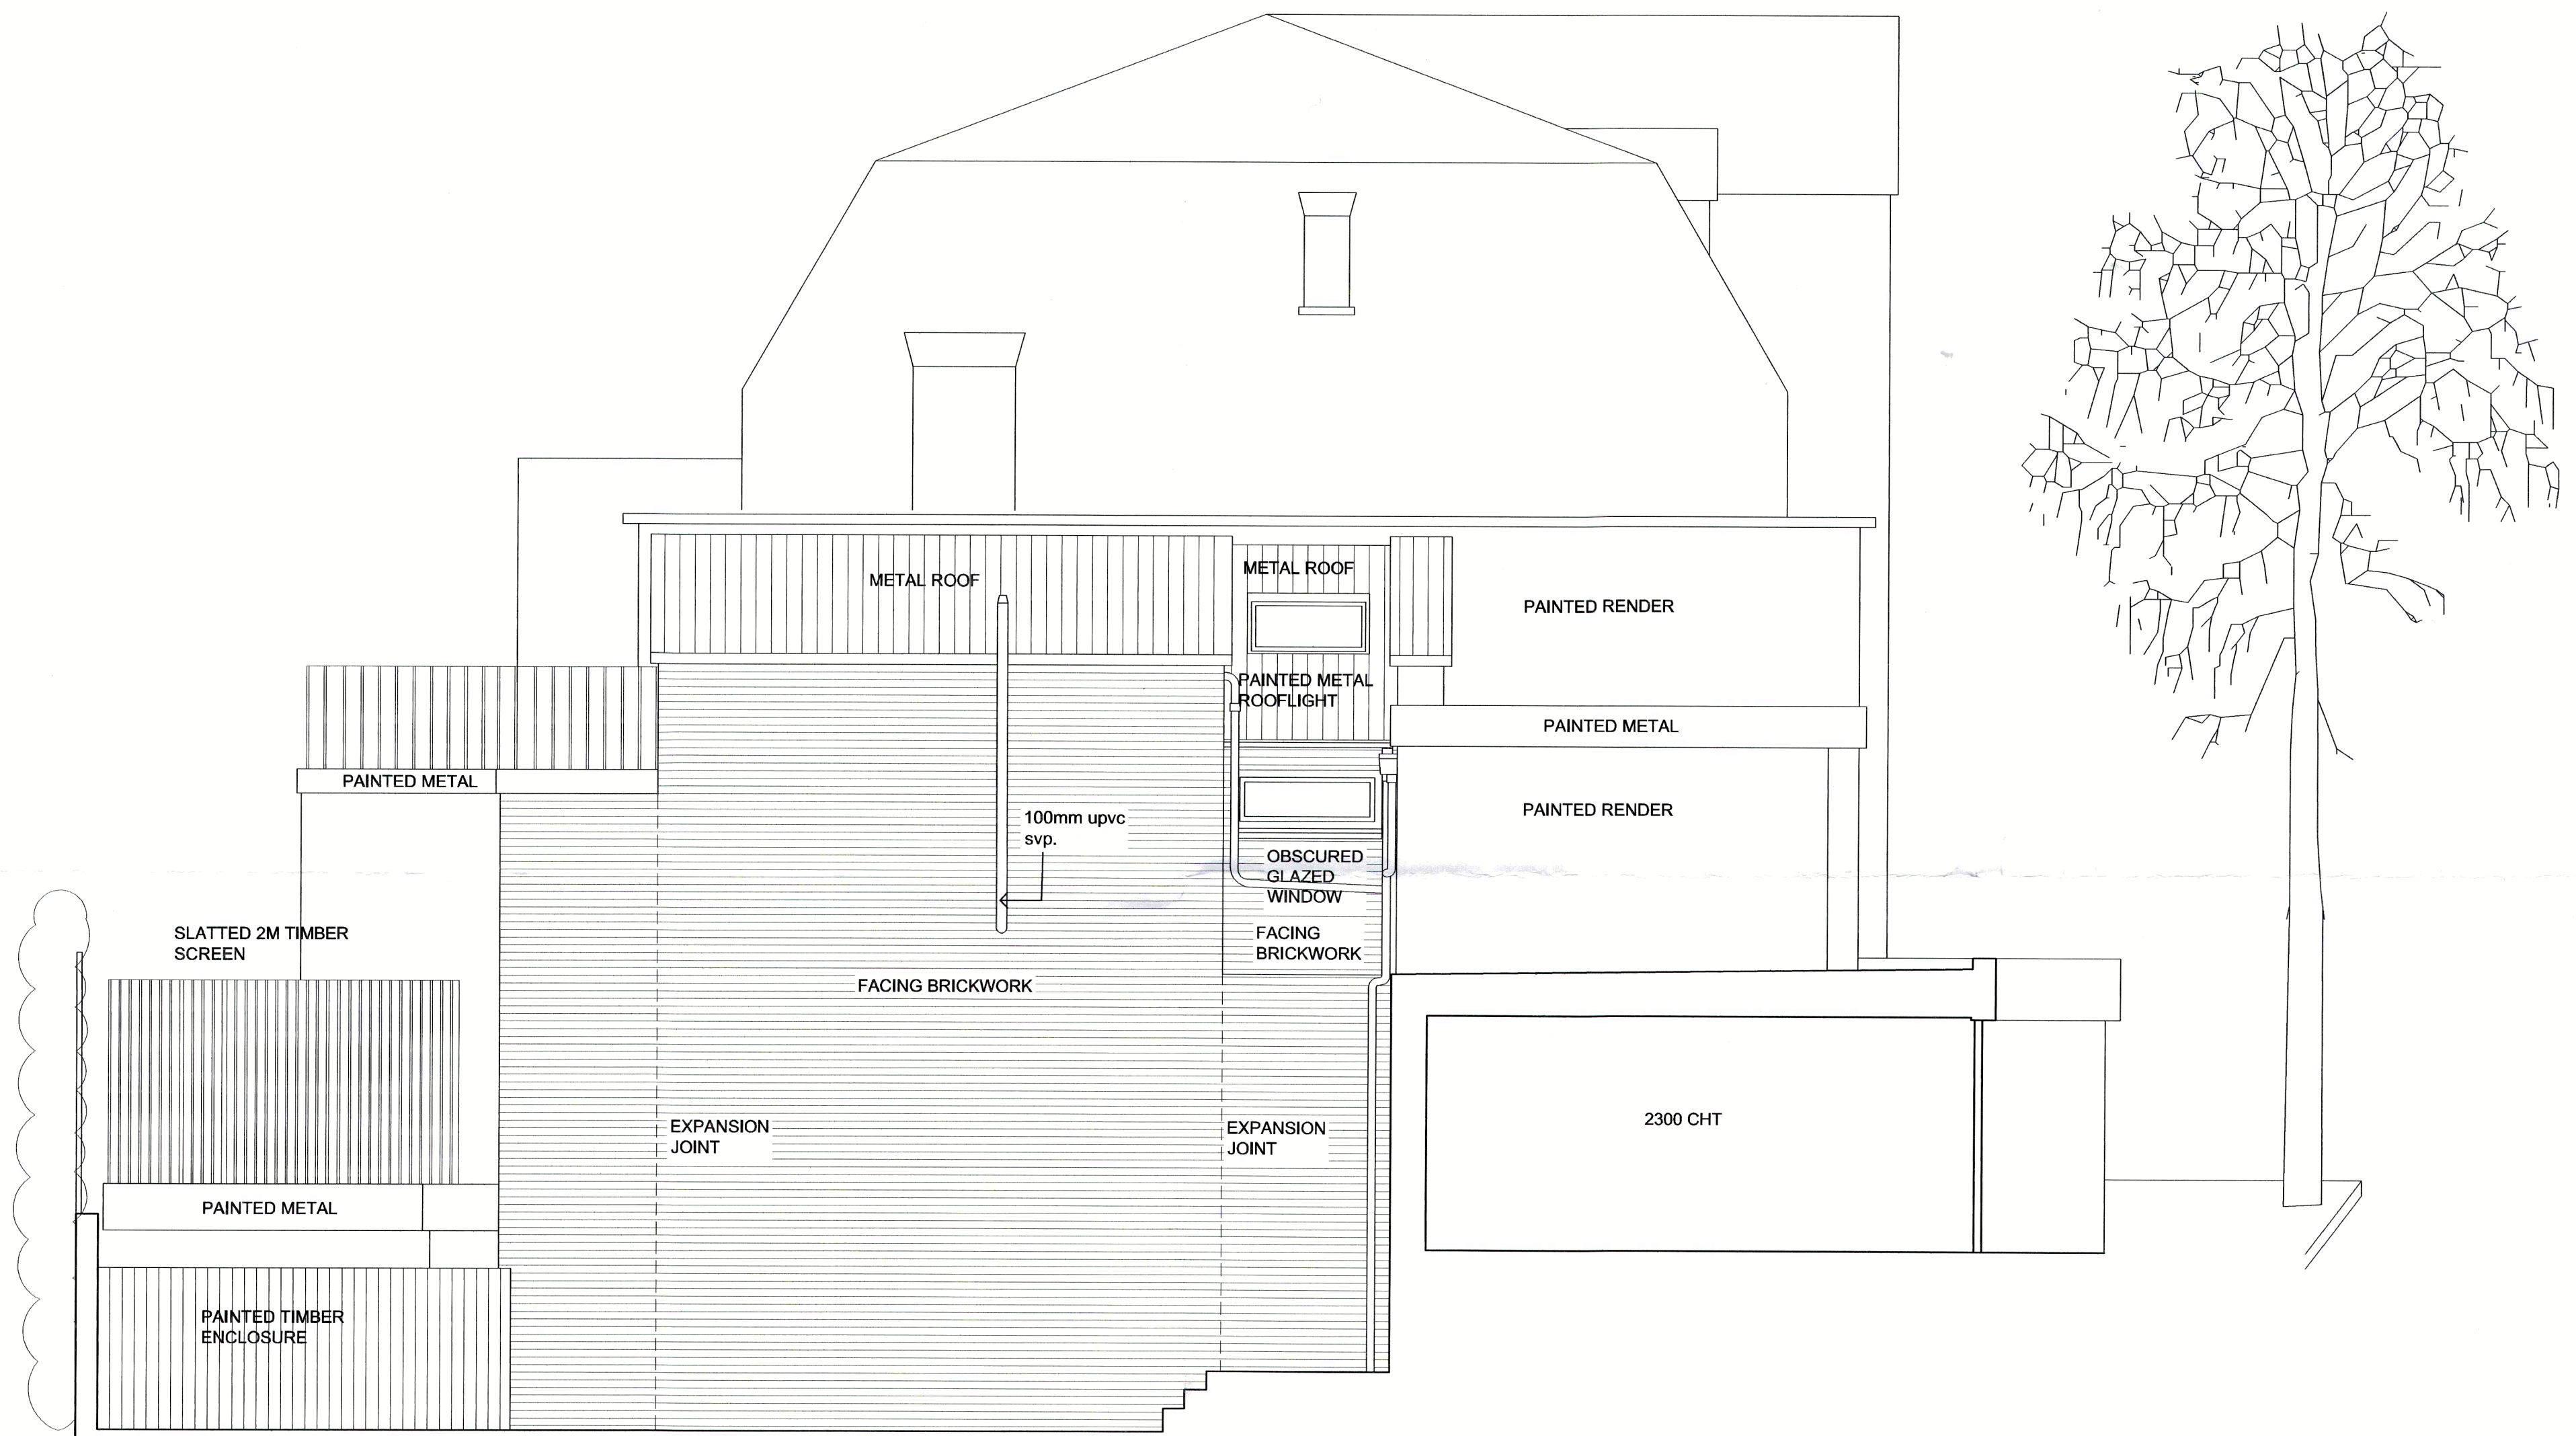 METAL ROOF
METAL ROOF
PAINTED RENDER
PAINTED METAL
ROOFLIGHT
PAINTED METAL
PAINTED METAL
PAINTED RENDER
100mm upvc
svp.
OBSCURED
GLAZED
WINDOW
SLATTED 2M TIMBER
SCREEN
FACING
BRICKWORK
FACING BRICKWORK
EXPANSION
JOINT
EXPANSION
JOINT
2300 CHT
PAINTED METAL
PAINTED TIMBER
ENCLOSURE